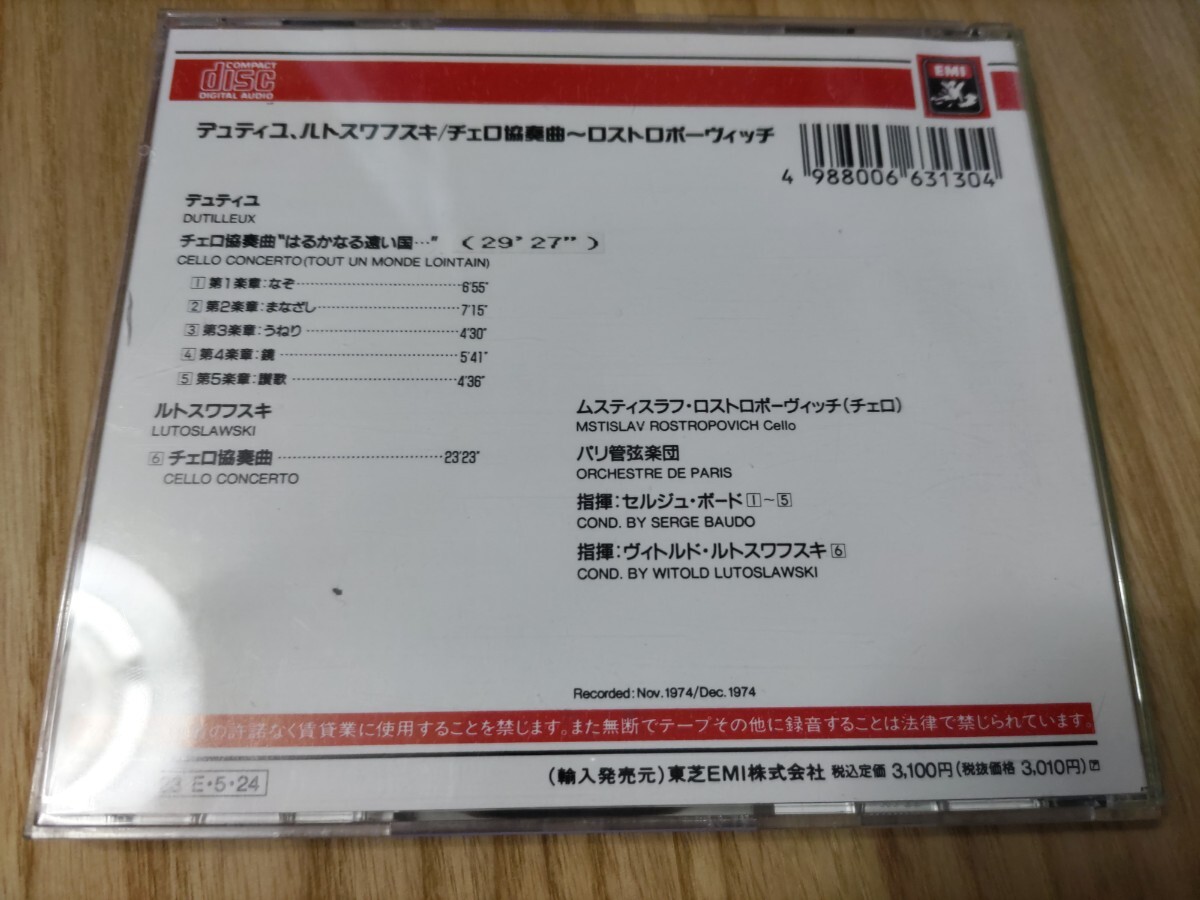 COMPACT
disc
DIGITAL AUDIO
EMI
デュティユ、ルトスワフスキ/チェロ協奏曲〜ロストロポーヴィッチ
4 988006 631304
デュティユ
DUTILLEUX
チェロ協奏曲"はるかなる遠い国…" (29'27")
CELLO CONCERTO(TOUT UN MONDE LOINTAIN)
1 第1楽章:なぞ 6'55"
2 第2楽章:まなざし 7'15"
3 第3楽章:うねり 4'30"
4 第4楽章:鏡 5'41"
5 第5楽章:讃歌 4'36"
ルトスワフスキ
LUTOSLAWSKI
6 チェロ協奏曲 23'23"
CELLO CONCERTO
ムスティスラフ・ロストロポーヴィッチ(チェロ)
MSTISLAV ROSTROPOVICH Cello
パリ管弦楽団
ORCHESTRE DE PARIS
指揮:セルジュ・ボード 1〜5
COND. BY SERGE BAUDO
指揮:ヴィトルド・ルトスワフスキ 6
COND. BY WITOLD LUTOSLAWSKI
Recorded: Nov.1974/Dec.1974
の許諾なく賃貸業に使用することを禁じます。また無断でテープその他に録音することは法律で禁じられています。
E・5・24
(輸入発売元)東芝EMI株式会社 税込定価 3,100円(税抜価格 3,010円)